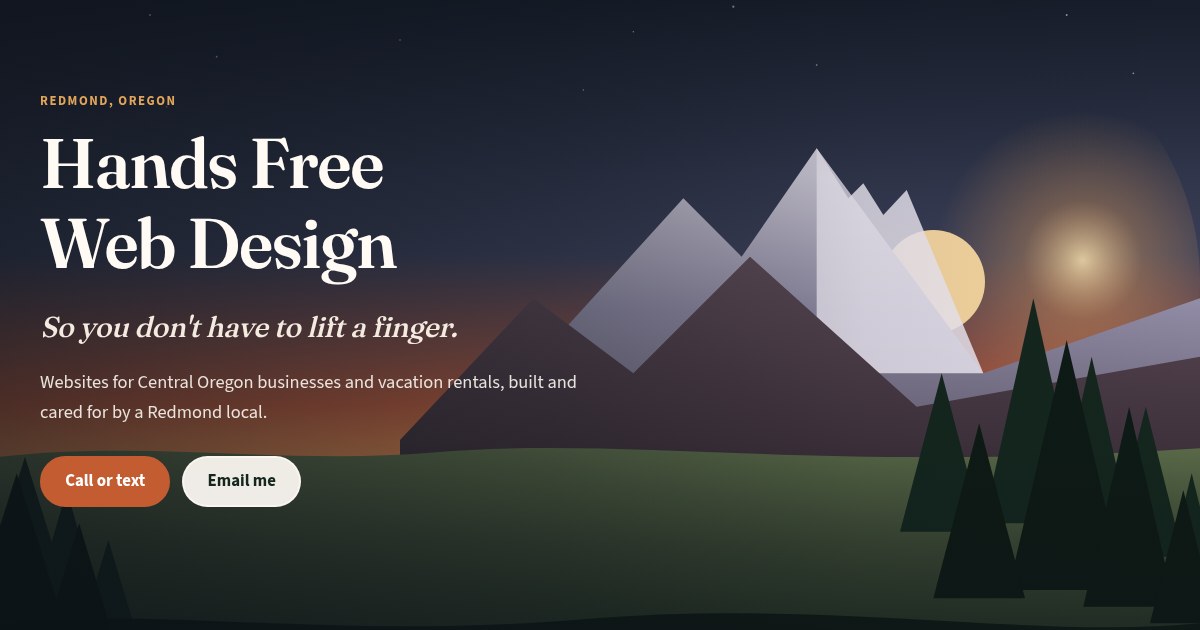 REDMOND, OREGON
Hands Free
Web Design
So you don't have to lift a finger.
Websites for Central Oregon businesses and vacation rentals, built and
cared for by a Redmond local.
Call or text
Email me